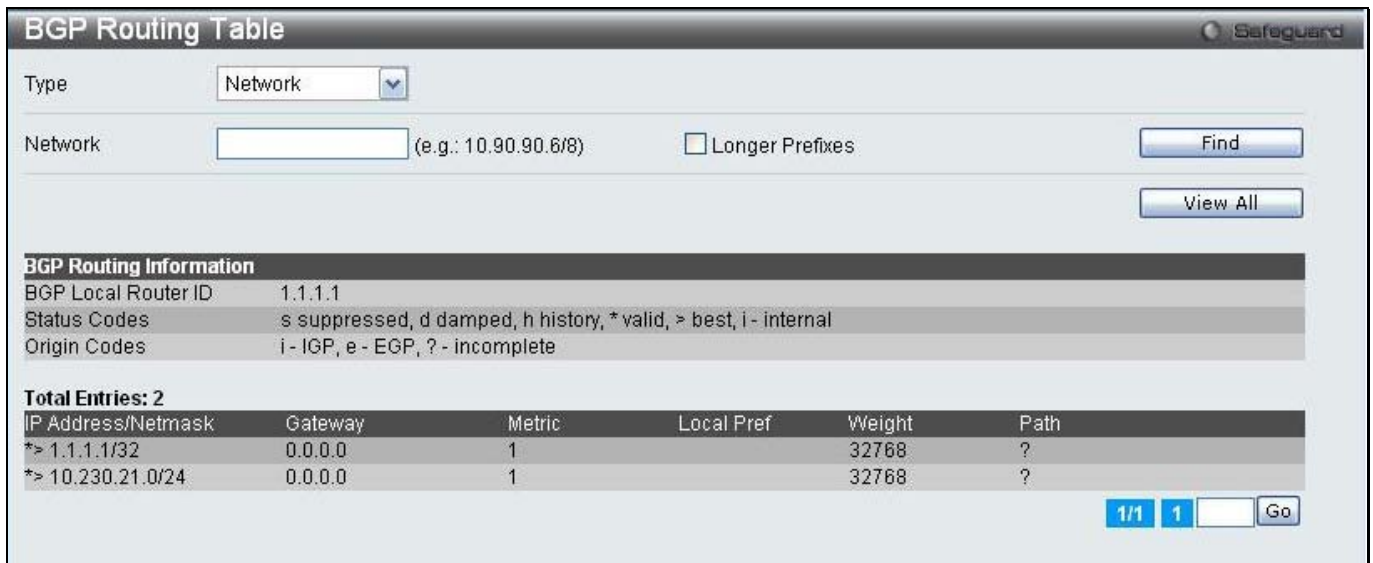 BGP Routing Table
Safeguard
Type Network
Network (e.g.: 10.90.90.6/8) Longer Prefixes Find
View All
BGP Routing Information
BGP Local Router ID 1.1.1.1
Status Codes s suppressed, d damped, h history, * valid, > best, i - internal
Origin Codes i - IGP, e - EGP, ? - incomplete
Total Entries: 2
IP Address/Netmask Gateway Metric Local Pref Weight Path
*> 1.1.1.1/32 0.0.0.0 1 32768 ?
*> 10.230.21.0/24 0.0.0.0 1 32768 ?
1/1 1 Go